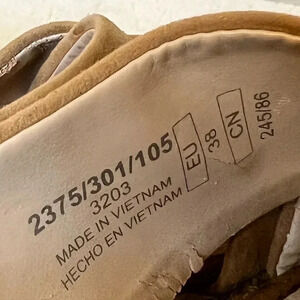 2375/301/105
3203
MADE IN VIETNAM
HECHO EN VIETNAM
EU 38
CN 245/86